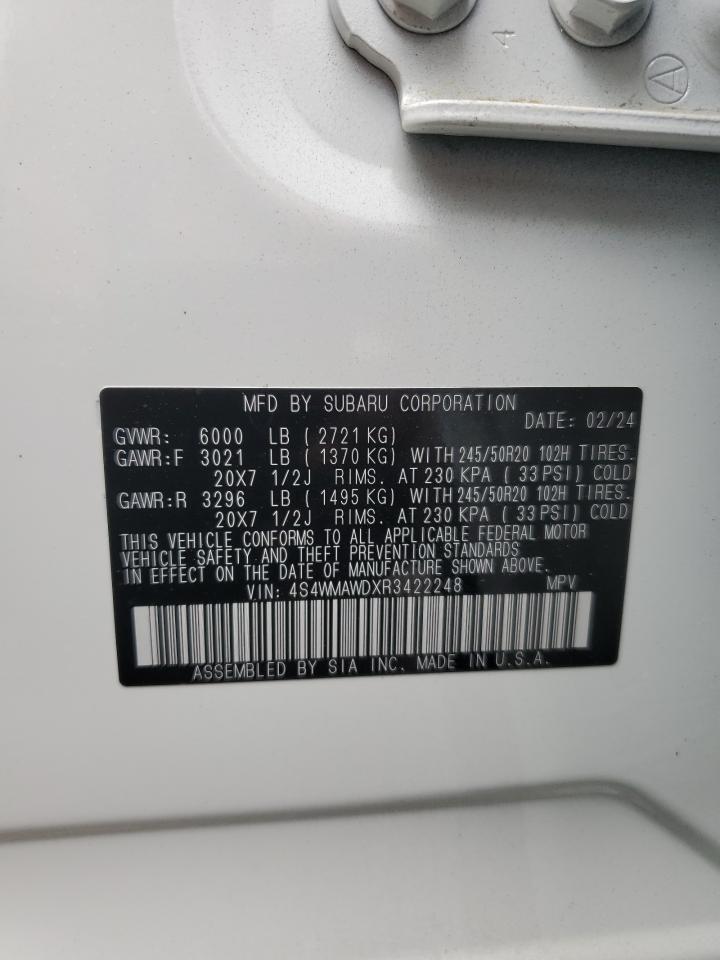 4
A
MFD BY SUBARU CORPORATION
DATE: 02/24
GVWR: 6000 LB ( 2721 KG)
GAWR:F 3021 LB ( 1370 KG) WITH 245/50R20 102H TIRES.
20X7 1/2J RIMS. AT 230 KPA ( 33 PSI) COLD
GAWR:R 3296 LB ( 1495 KG) WITH 245/50R20 102H TIRES.
20X7 1/2J RIMS. AT 230 KPA ( 33 PSI) COLD
THIS VEHICLE CONFORMS TO ALL APPLICABLE FEDERAL MOTOR
VEHICLE SAFETY AND THEFT PREVENTION STANDARDS
IN EFFECT ON THE DATE OF MANUFACTURE SHOWN ABOVE.
VIN: 4S4WMAWDXR3422248 MPV
ASSEMBLED BY SIA INC. MADE IN U.S.A.